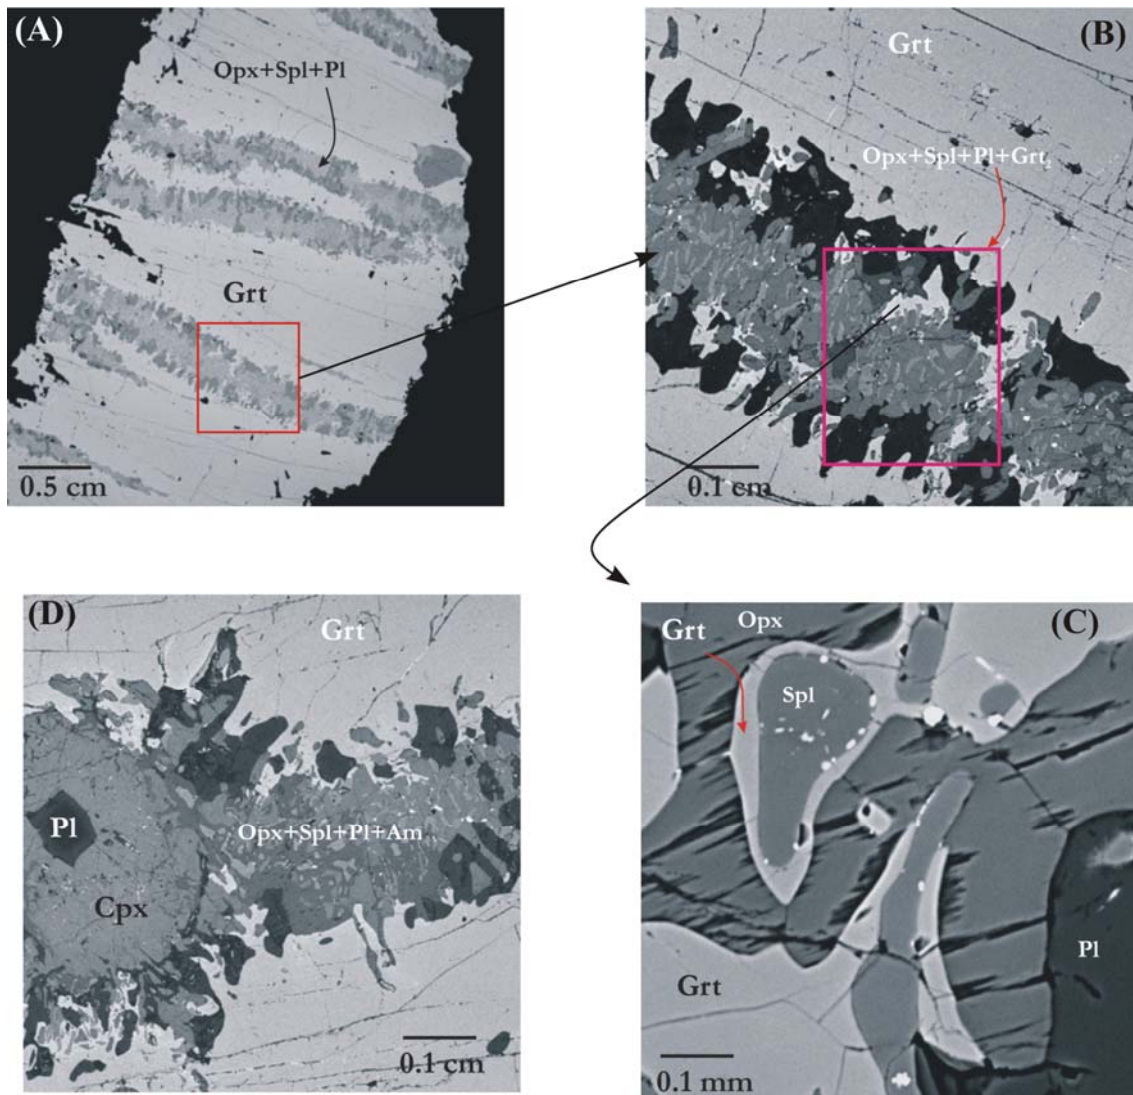 (A)
Opx+Spl+Pl
Grt
0.5 cm
(B)
Grt
Opx+Spl+Pl+Grt₂
0.1 cm
(D)
Grt
Pl
Opx+Spl+Pl+Am
Cpx
0.1 cm
(C)
Opx
Grt
Spl
Pl
Grt
0.1 mm